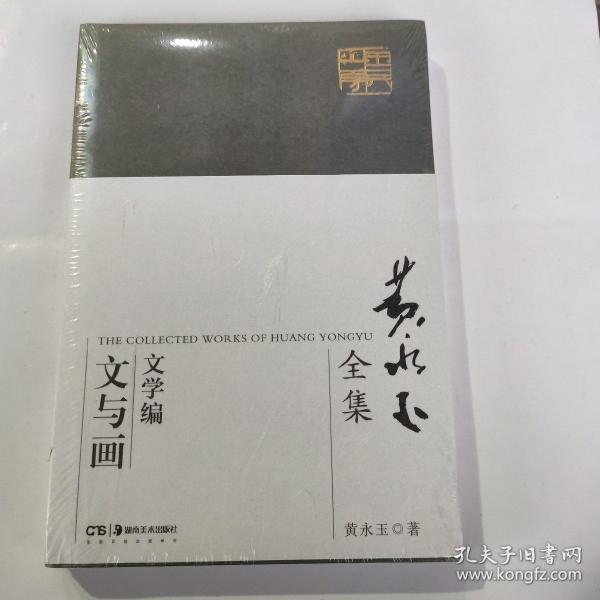 黄永玉
全集
THE COLLECTED WORKS OF HUANG YONGYU
文学编
文与画
黄永玉◎著
湖南美术出版社
孔夫子旧书网
www.kongfz.com